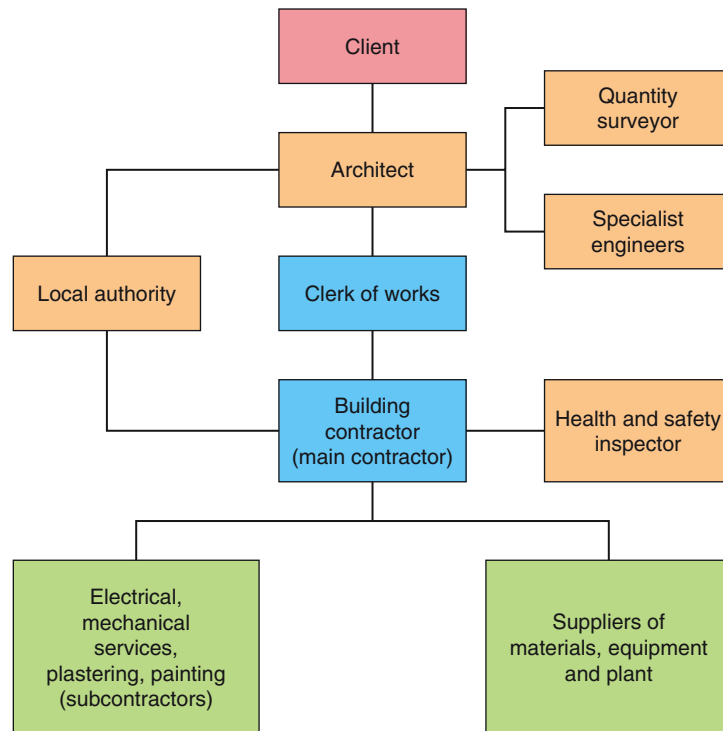 Client
Quantity
surveyor
Architect
Specialist
engineers
Local authority
Clerk of works
Building
contractor
(main contractor)
Health and safety
inspector
Electrical,
mechanical
services,
plastering, painting
(subcontractors)
Suppliers of
materials, equipment
and plant